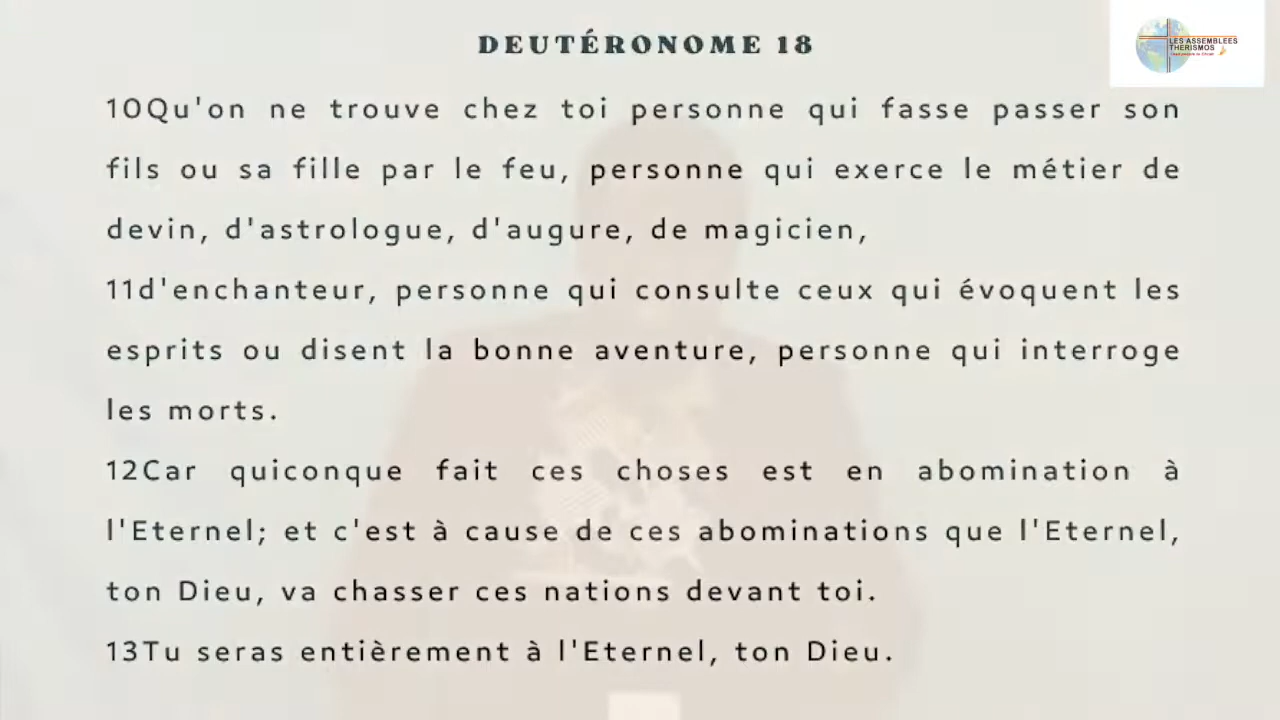 DEUTÉRONOME 18
LES ASSEMBLEES
THERISMOS
10Qu'on ne trouve chez toi personne qui fasse passer son
fils ou sa fille par le feu, personne qui exerce le métier de
devin, d'astrologue, d'augure, de magicien,
11d'enchanteur, personne qui consulte ceux qui évoquent les
esprits ou disent la bonne aventure, personne qui interroge
les morts.
12Car quiconque fait ces choses est en abomination à
l'Eternel; et c'est à cause de ces abominations que l'Eternel,
ton Dieu, va chasser ces nations devant toi.
13Tu seras entièrement à l'Eternel, ton Dieu.